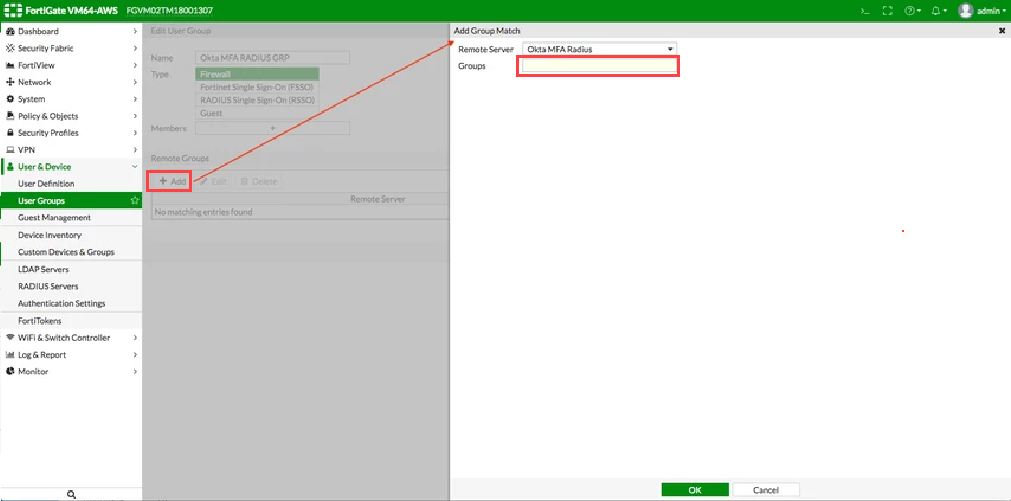 FortiGate VM64-AWS FGVM02TM18001307
admin
Dashboard
Security Fabric
FortiView
Network
System
Policy & Objects
Security Profiles
VPN
User & Device
User Definition
User Groups
Guest Management
Device Inventory
Custom Devices & Groups
LDAP Servers
RADIUS Servers
Authentication Settings
FortiTokens
WiFi & Switch Controller
Log & Report
Monitor
Edit User Group
Name Okta MFA RADIUS GRP
Type Firewall
Fortinet Single Sign-On (FSSO)
RADIUS Single Sign-On (RSSO)
Guest
Members +
Remote Groups
+ Add Edit Delete
Remote Server
No matching entries found
Add Group Match
Remote Server Okta MFA Radius
Groups
OK Cancel